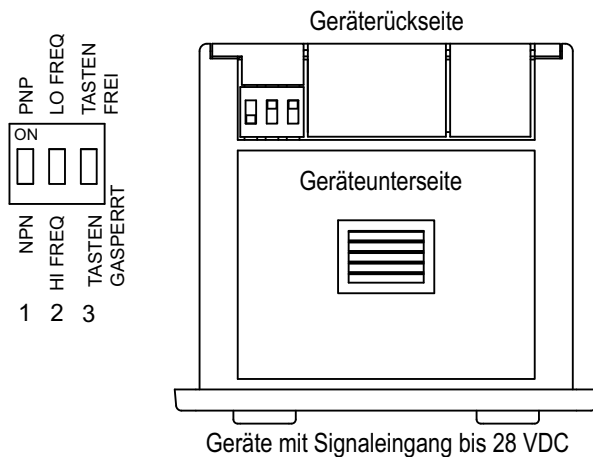 Geräterückseite
PNP
LO FREQ
TASTEN
FREI
ON
NPN
HI FREQ
TASTEN
GASPERRT
1 2 3
Geräteunterseite
Geräte mit Signaleingang bis 28 VDC